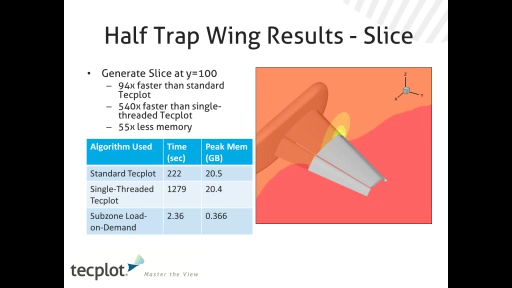 Half Trap Wing Results - Slice
• Generate Slice at y=100
– 94x faster than standard
Tecplot
– 540x faster than single-
threaded Tecplot
– 55x less memory
Algorithm Used Time (sec) Peak Mem (GB)
Standard Tecplot 222 20.5
Single-Threaded Tecplot 1279 20.4
Subzone Load-on-Demand 2.36 0.366
Z
X Y
tecplot. Master the View